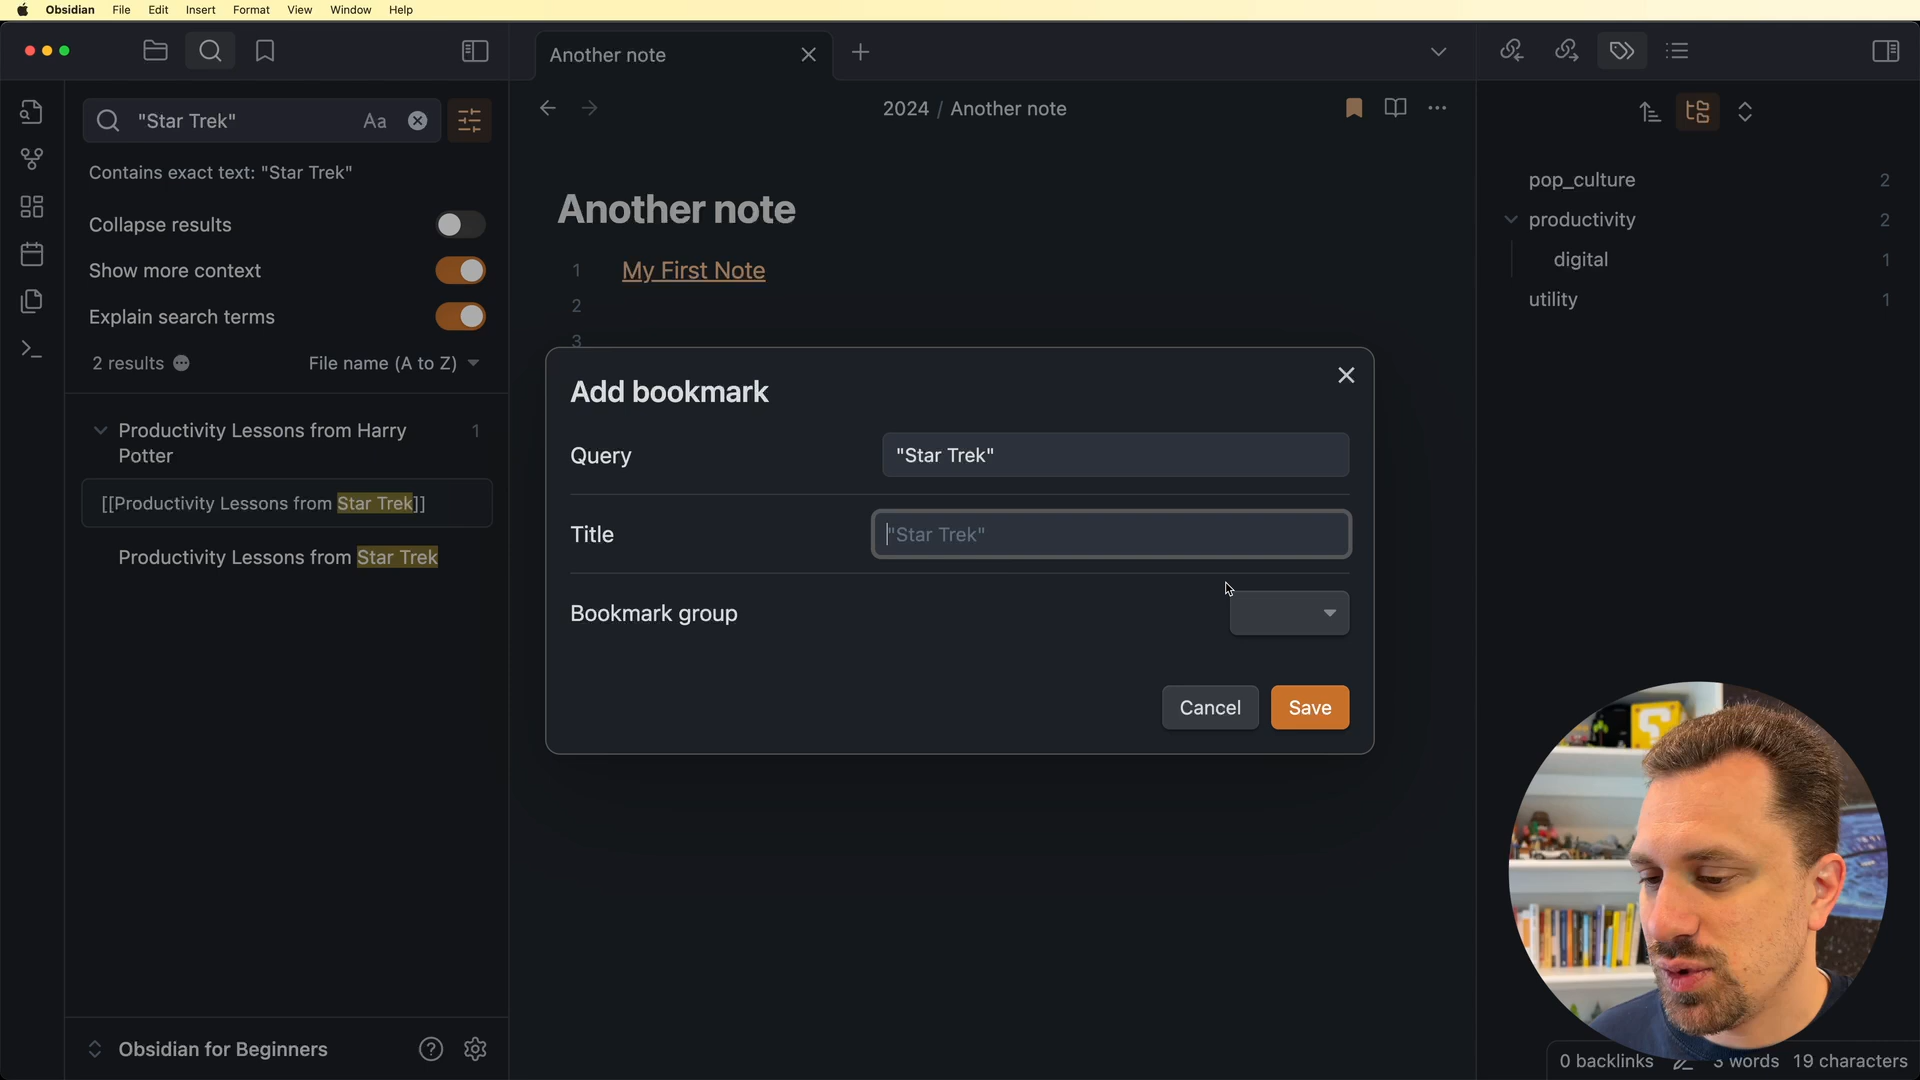 Obsidian File Edit Insert Format View Window Help
Another note
"Star Trek" Aa
2024 / Another note
Contains exact text: "Star Trek"
Collapse results
Show more context
Explain search terms
2 results File name (A to Z)
Productivity Lessons from Harry Potter 1
[[Productivity Lessons from Star Trek]]
Productivity Lessons from Star Trek
Another note
1 My First Note
2
3
Add bookmark
Query "Star Trek"
Title "Star Trek"
Bookmark group
Cancel Save
pop_culture 2
productivity 2
digital 1
utility 1
Obsidian for Beginners
0 backlinks 3 words 19 characters